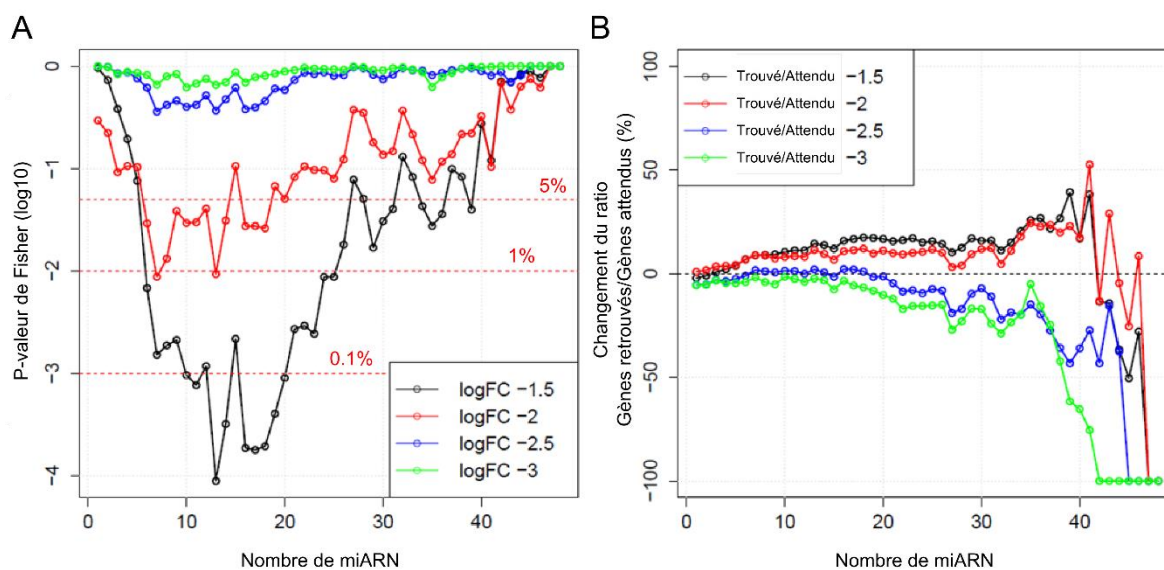 A
P-valeur de Fisher (log10)
0
−1
−2
−3
−4
5%
1%
0.1%
logFC −1.5
logFC −2
logFC −2.5
logFC −3
0
10
20
30
40
Nombre de miARN
B
Changement du ratio
Gènes retrouvés/Gènes attendus (%)
100
50
0
−50
−100
Trouvé/Attendu −1.5
Trouvé/Attendu −2
Trouvé/Attendu −2.5
Trouvé/Attendu −3
0
10
20
30
40
Nombre de miARN